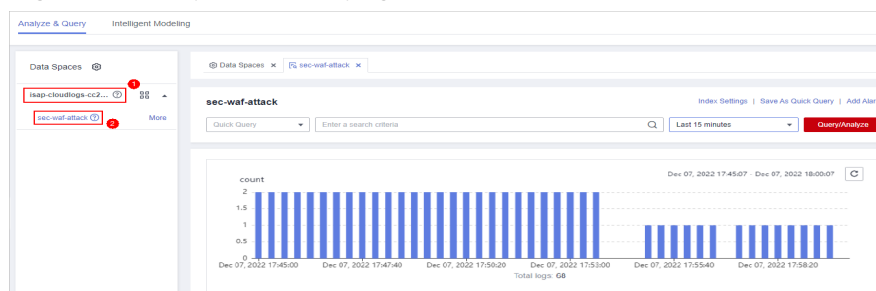 Analyze & Query Intelligent Modeling
Data Spaces
Data Spaces × sec-waf-attack ×
1
isap-cloudlogs-cc2...
sec-waf-attack More
2
sec-waf-attack
Index Settings | Save As Quick Query | Add Alar
Quick Query Enter a search criteria Last 15 minutes Query/Analyze
Dec 07, 2022 17:45:07 - Dec 07, 2022 18:00:07
count
2
1.5
1
0.5
0
Dec 07, 2022 17:45:00 Dec 07, 2022 17:47:40 Dec 07, 2022 17:50:20 Dec 07, 2022 17:53:00 Dec 07, 2022 17:55:40 Dec 07, 2022 17:58:20
Total logs: 68